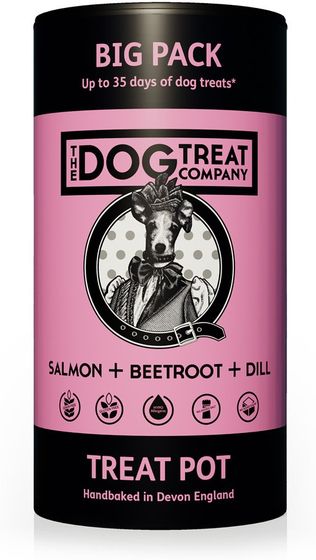 BIG PACK
Up to 35 days of dog treats*
THE DOG TREAT
COMPANY
SALMON + BEETROOT + DILL
TREAT POT
Handbaked in Devon England